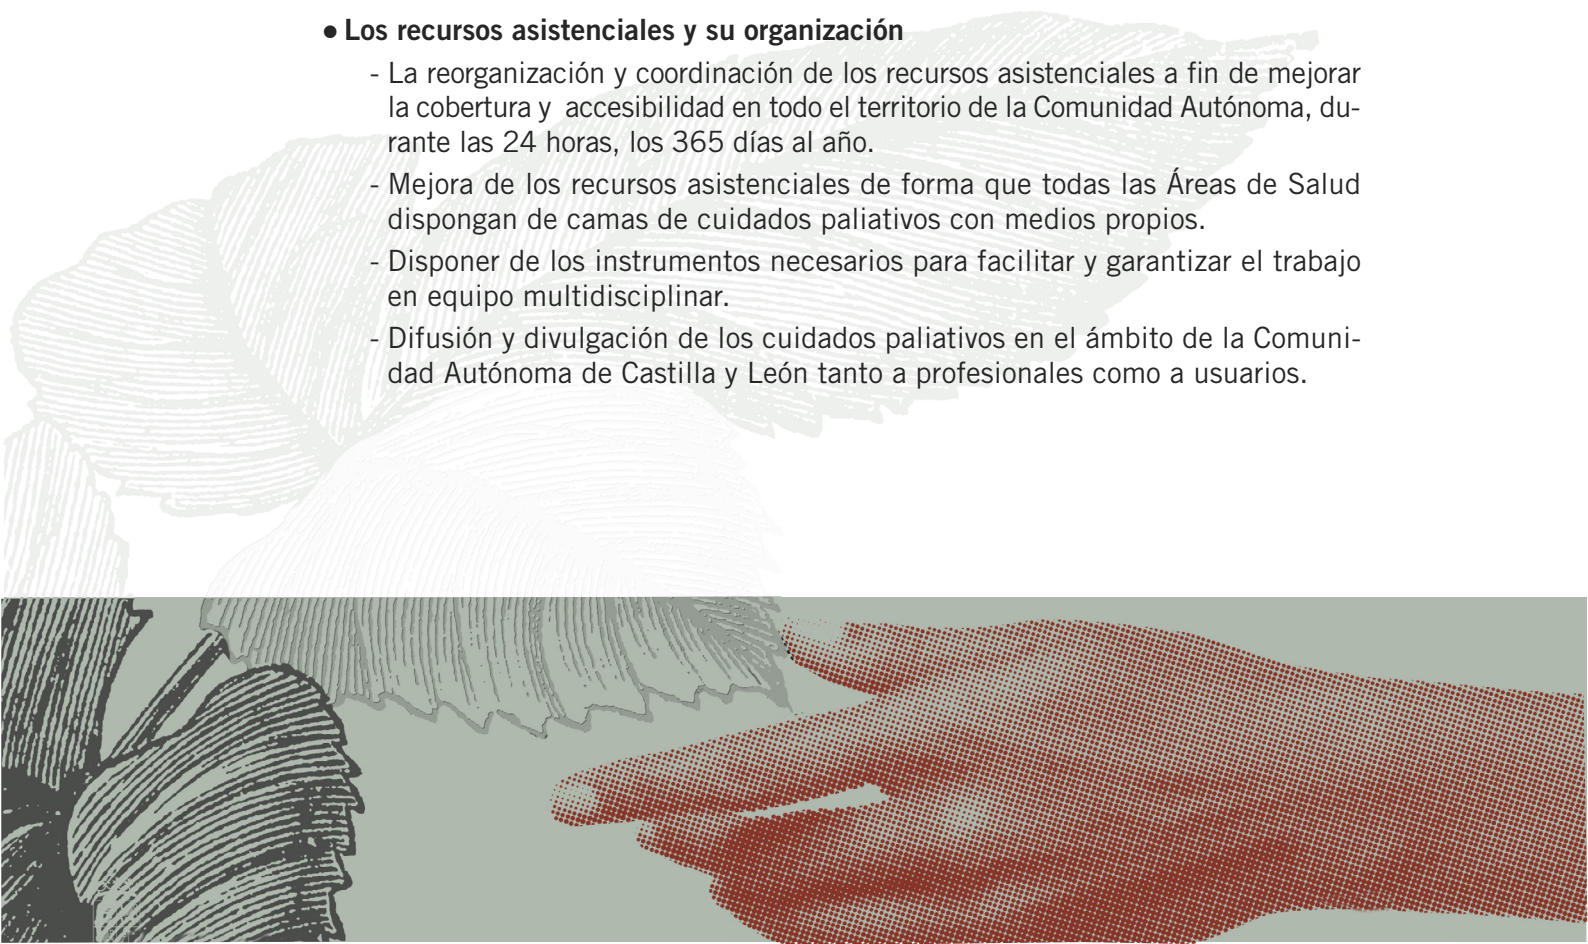 ● Los recursos asistenciales y su organización
- La reorganización y coordinación de los recursos asistenciales a fin de mejorar
la cobertura y accesibilidad en todo el territorio de la Comunidad Autónoma, du-
rante las 24 horas, los 365 días al año.
- Mejora de los recursos asistenciales de forma que todas las Áreas de Salud
dispongan de camas de cuidados paliativos con medios propios.
- Disponer de los instrumentos necesarios para facilitar y garantizar el trabajo
en equipo multidisciplinar.
- Difusión y divulgación de los cuidados paliativos en el ámbito de la Comuni-
dad Autónoma de Castilla y León tanto a profesionales como a usuarios.